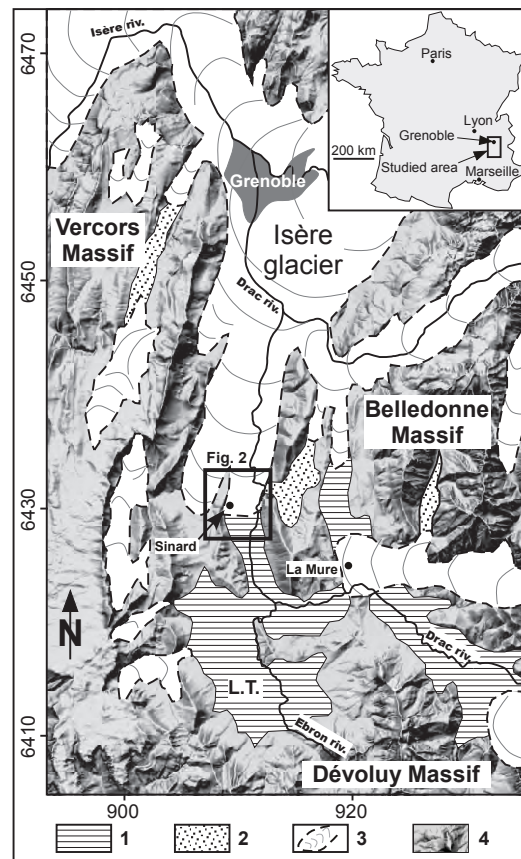 6470
6450
6430
6410
900
920
Isère riv.
Paris
Lyon
Grenoble
Studied area
Marseille
200 km
Grenoble
Vercors
Massif
Isère
glacier
Drac riv.
Belledonne
Massif
Fig. 2
Sinard
La Mure
N
L.T.
Drac riv.
Ebron riv.
Dévoluy Massif
1
2
3
4